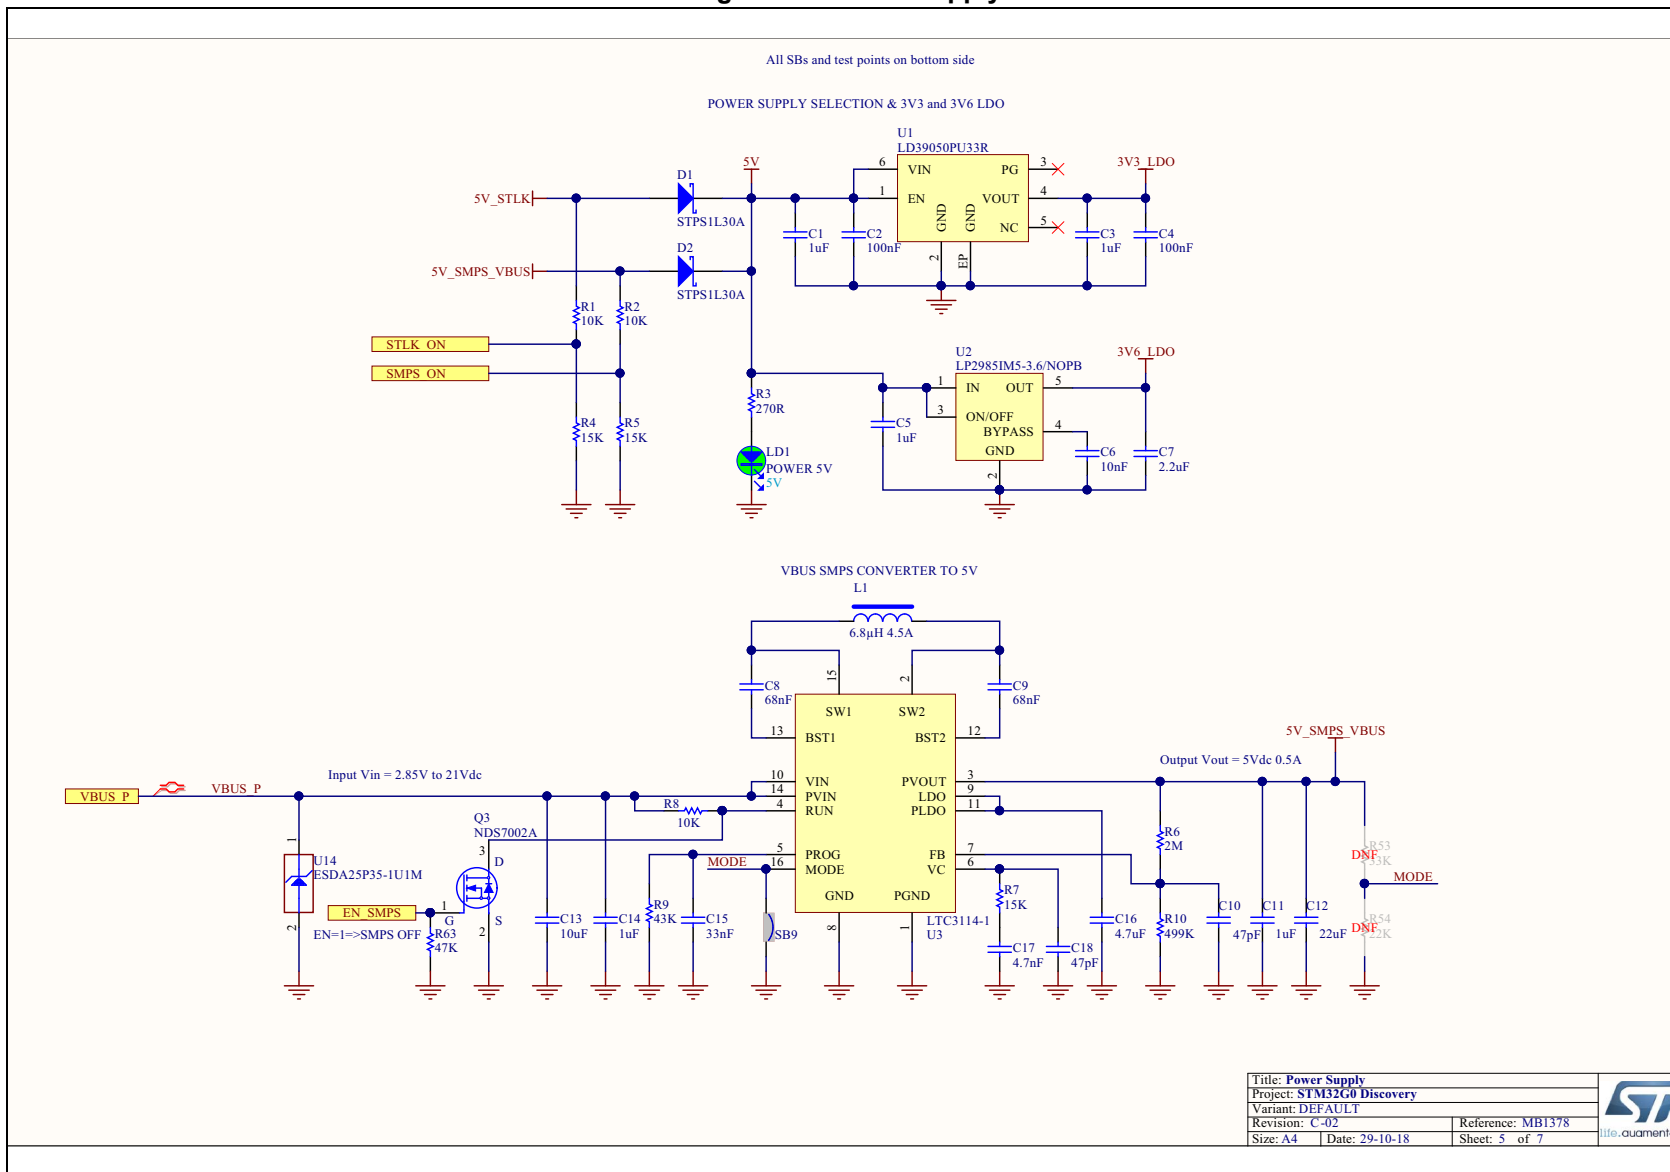 All SBs and test points on bottom side
POWER SUPPLY SELECTION & 3V3 and 3V6 LDO
U1
LD39050PU33R
5V
6 VIN PG 3
3V3_LDO
D1
5V_STLK
1 EN VOUT 4
STPS1L30A
GND GND NC 5
C1
1uF
C2
100nF
C3
1uF
C4
100nF
2 EP
D2
5V_SMPS_VBUS
STPS1L30A
R1
10K
R2
10K
STLK_ON
SMPS_ON
U2
LP2985IM5-3.6/NOPB
3V6_LDO
1 IN OUT 5
3 ON/OFF
BYPASS 4
GND
2
R3
270R
C5
1uF
R4
15K
R5
15K
LD1
POWER 5V
5V
C6
10nF
C7
2.2uF
VBUS SMPS CONVERTER TO 5V
L1
6.8µH 4.5A
15 2
C8
68nF
C9
68nF
SW1 SW2
13 BST1 BST2 12
5V_SMPS_VBUS
Output Vout = 5Vdc 0.5A
Input Vin = 2.85V to 21Vdc
VBUS_P
VBUS_P
10 VIN PVOUT 3
14 PVIN LDO 9
4 RUN PLDO 11
R8
10K
Q3
NDS7002A
3 D
R6
2M
5 PROG FB 7
MODE 16 MODE VC 6
GND PGND
8 1
LTC3114-1
U3
1
U14
ESDA25P35-1U1M
2
R53
33K
DNF
MODE
R7
15K
EN_SMPS
1
G
S
2
EN=1=>SMPS OFF
R63
47K
C13
10uF
C14
1uF
R9
43K
C15
33nF
SB9
C17
4.7nF
C18
47pF
C16
4.7uF
R10
499K
C10
47pF
C11
1uF
C12
22uF
R54
DNF
Title: Power Supply
Project: STM32G0 Discovery
Variant: DEFAULT
Revision: C-02 Reference: MB1378
Size: A4 Date: 29-10-18 Sheet: 5 of 7